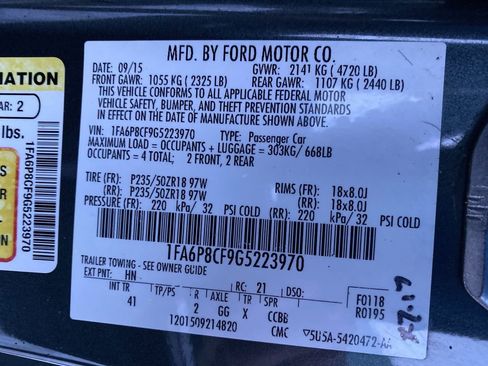 MFD. BY FORD MOTOR CO.
DATE: 09/15 GVWR: 2141 KG (4720 LB)
FRONT GAWR: 1055 KG (2325 LB) REAR GAWR: 1107 KG (2440 LB)
THIS VEHICLE CONFORMS TO ALL APPLICABLE FEDERAL MOTOR
VEHICLE SAFETY, BUMPER, AND THEFT PREVENTION STANDARDS
IN EFFECT ON THE DATE OF MANUFACTURE SHOWN ABOVE.
VIN: 1FA6P8CF9G5223970 TYPE: Passenger Car
MAXIMUM LOAD = OCCUPANTS + LUGGAGE = 303KG/ 668LB
OCCUPANTS = 4 TOTAL; 2 FRONT, 2 REAR
TIRE (FR): P235/50ZR18 97W RIMS (FR): 18x8.0J
(RR): P235/50ZR18 97W (RR): 18x8.0J
PRESSURE (FR): 220 kPa/ 32 PSI COLD (RR): 220 kPa/ 32 PSI COLD
1FA6P8CF9G5223970
TRAILER TOWING - SEE OWNER GUIDE
EXT PNT: HN RC: 21 DSO:
INT TR TP/PS R AXLE TR SPR F0118
41 2 GG X CCBB R0195
1201509214820 CMC 5U5A-5420472-AA
MATION
AR: 2
lbs.
1FA6P8CF9G5223970